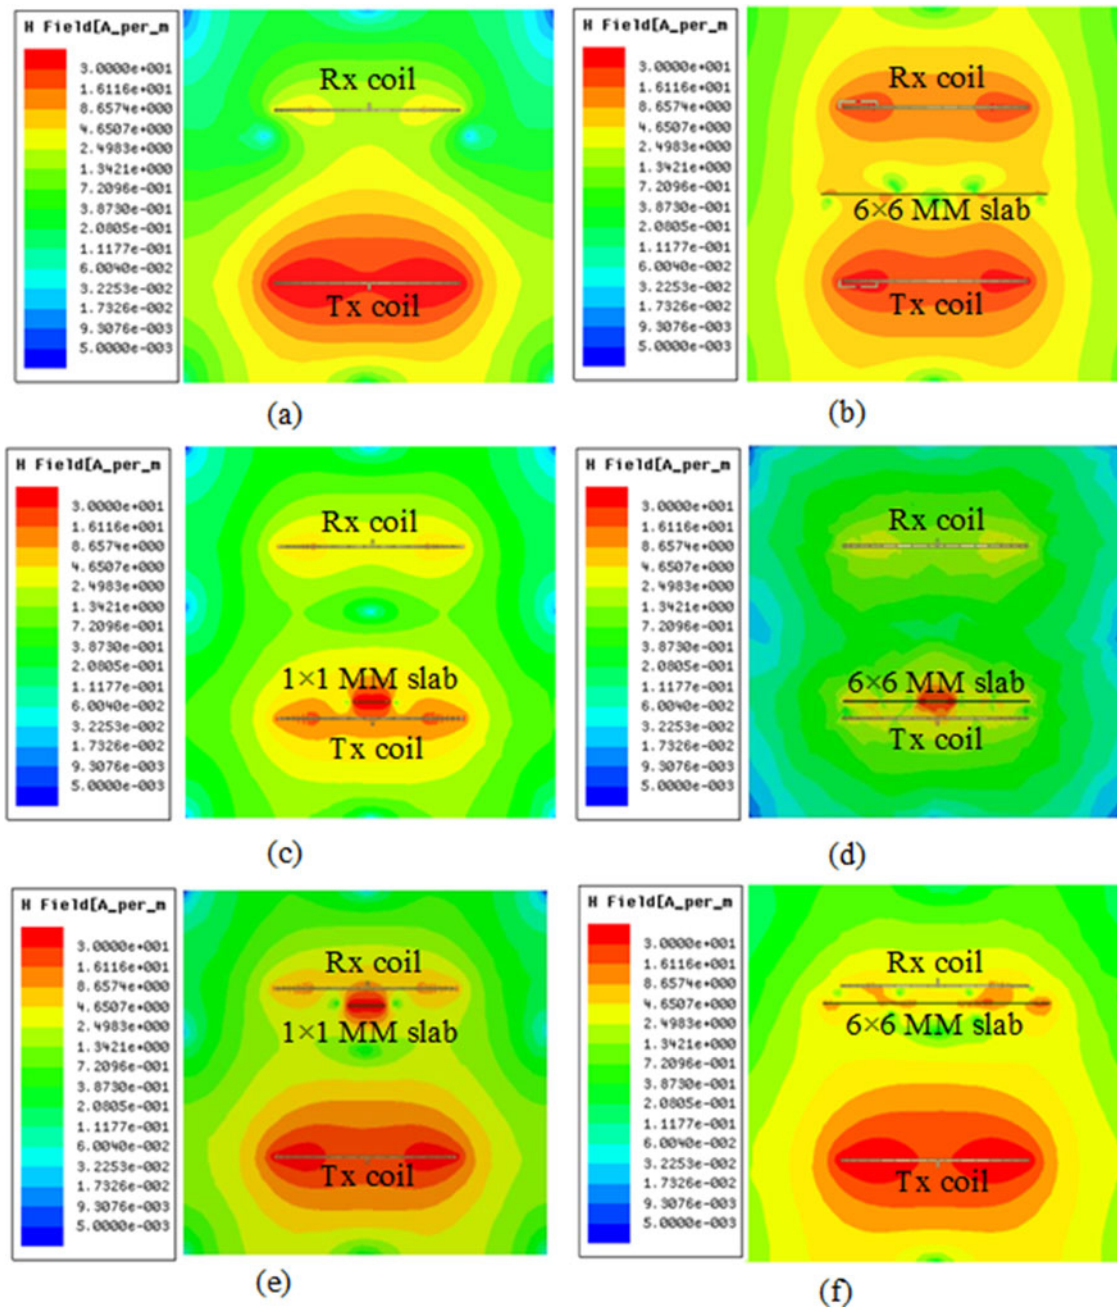 H Field[A_per_m
3.0000e+001
1.6116e+001
8.6574e+000
4.6507e+000
2.4983e+000
1.3421e+000
7.2096e-001
3.8730e-001
2.0805e-001
1.1177e-001
6.0040e-002
3.2253e-002
1.7326e-002
9.3076e-003
5.0000e-003
Rx coil
Tx coil
(a)
H Field[A_per_m
3.0000e+001
1.6116e+001
8.6574e+000
4.6507e+000
2.4983e+000
1.3421e+000
7.2096e-001
3.8730e-001
2.0805e-001
1.1177e-001
6.0040e-002
3.2253e-002
1.7326e-002
9.3076e-003
5.0000e-003
Rx coil
6×6 MM slab
Tx coil
(b)
H Field[A_per_m
3.0000e+001
1.6116e+001
8.6574e+000
4.6507e+000
2.4983e+000
1.3421e+000
7.2096e-001
3.8730e-001
2.0805e-001
1.1177e-001
6.0040e-002
3.2253e-002
1.7326e-002
9.3076e-003
5.0000e-003
Rx coil
1×1 MM slab
Tx coil
(c)
H Field[A_per_m
3.0000e+001
1.6116e+001
8.6574e+000
4.6507e+000
2.4983e+000
1.3421e+000
7.2096e-001
3.8730e-001
2.0805e-001
1.1177e-001
6.0040e-002
3.2253e-002
1.7326e-002
9.3076e-003
5.0000e-003
Rx coil
6×6 MM slab
Tx coil
(d)
H Field[A_per_m
3.0000e+001
1.6116e+001
8.6574e+000
4.6507e+000
2.4983e+000
1.3421e+000
7.2096e-001
3.8730e-001
2.0805e-001
1.1177e-001
6.0040e-002
3.2253e-002
1.7326e-002
9.3076e-003
5.0000e-003
Rx coil
1×1 MM slab
Tx coil
(e)
H Field[A_per_m
3.0000e+001
1.6116e+001
8.6574e+000
4.6507e+000
2.4983e+000
1.3421e+000
7.2096e-001
3.8730e-001
2.0805e-001
1.1177e-001
6.0040e-002
3.2253e-002
1.7326e-002
9.3076e-003
5.0000e-003
Rx coil
6×6 MM slab
Tx coil
(f)